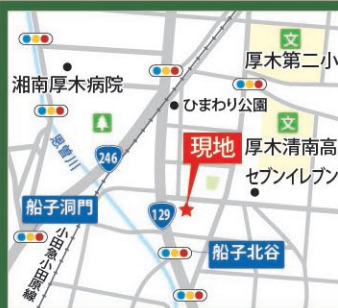 文
厚木第二小
湘南厚木病院
ひまわり公園
文
厚木清南高
現地
セブンイレブン
恩曽川
246
船子洞門
129
船子北谷
小田急小田原線